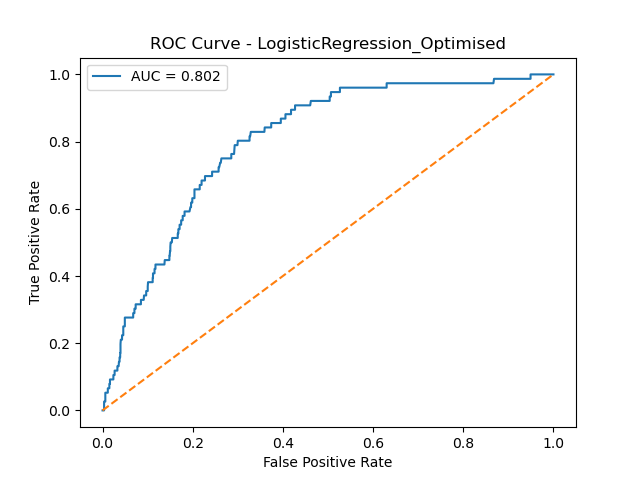 ROC Curve - LogisticRegression_Optimised
AUC = 0.802
1.0
0.8
0.6
0.4
0.2
0.0
True Positive Rate
0.0 0.2 0.4 0.6 0.8 1.0
False Positive Rate